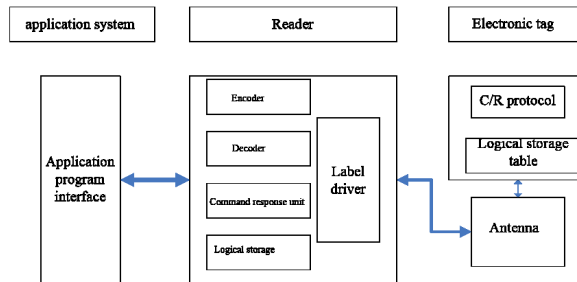 application system
Reader
Electronic tag
Application
program
interface
Encoder
Decoder
Command response unit
Logical storage
Label
driver
C/R protocol
Logical storage
table
Antenna